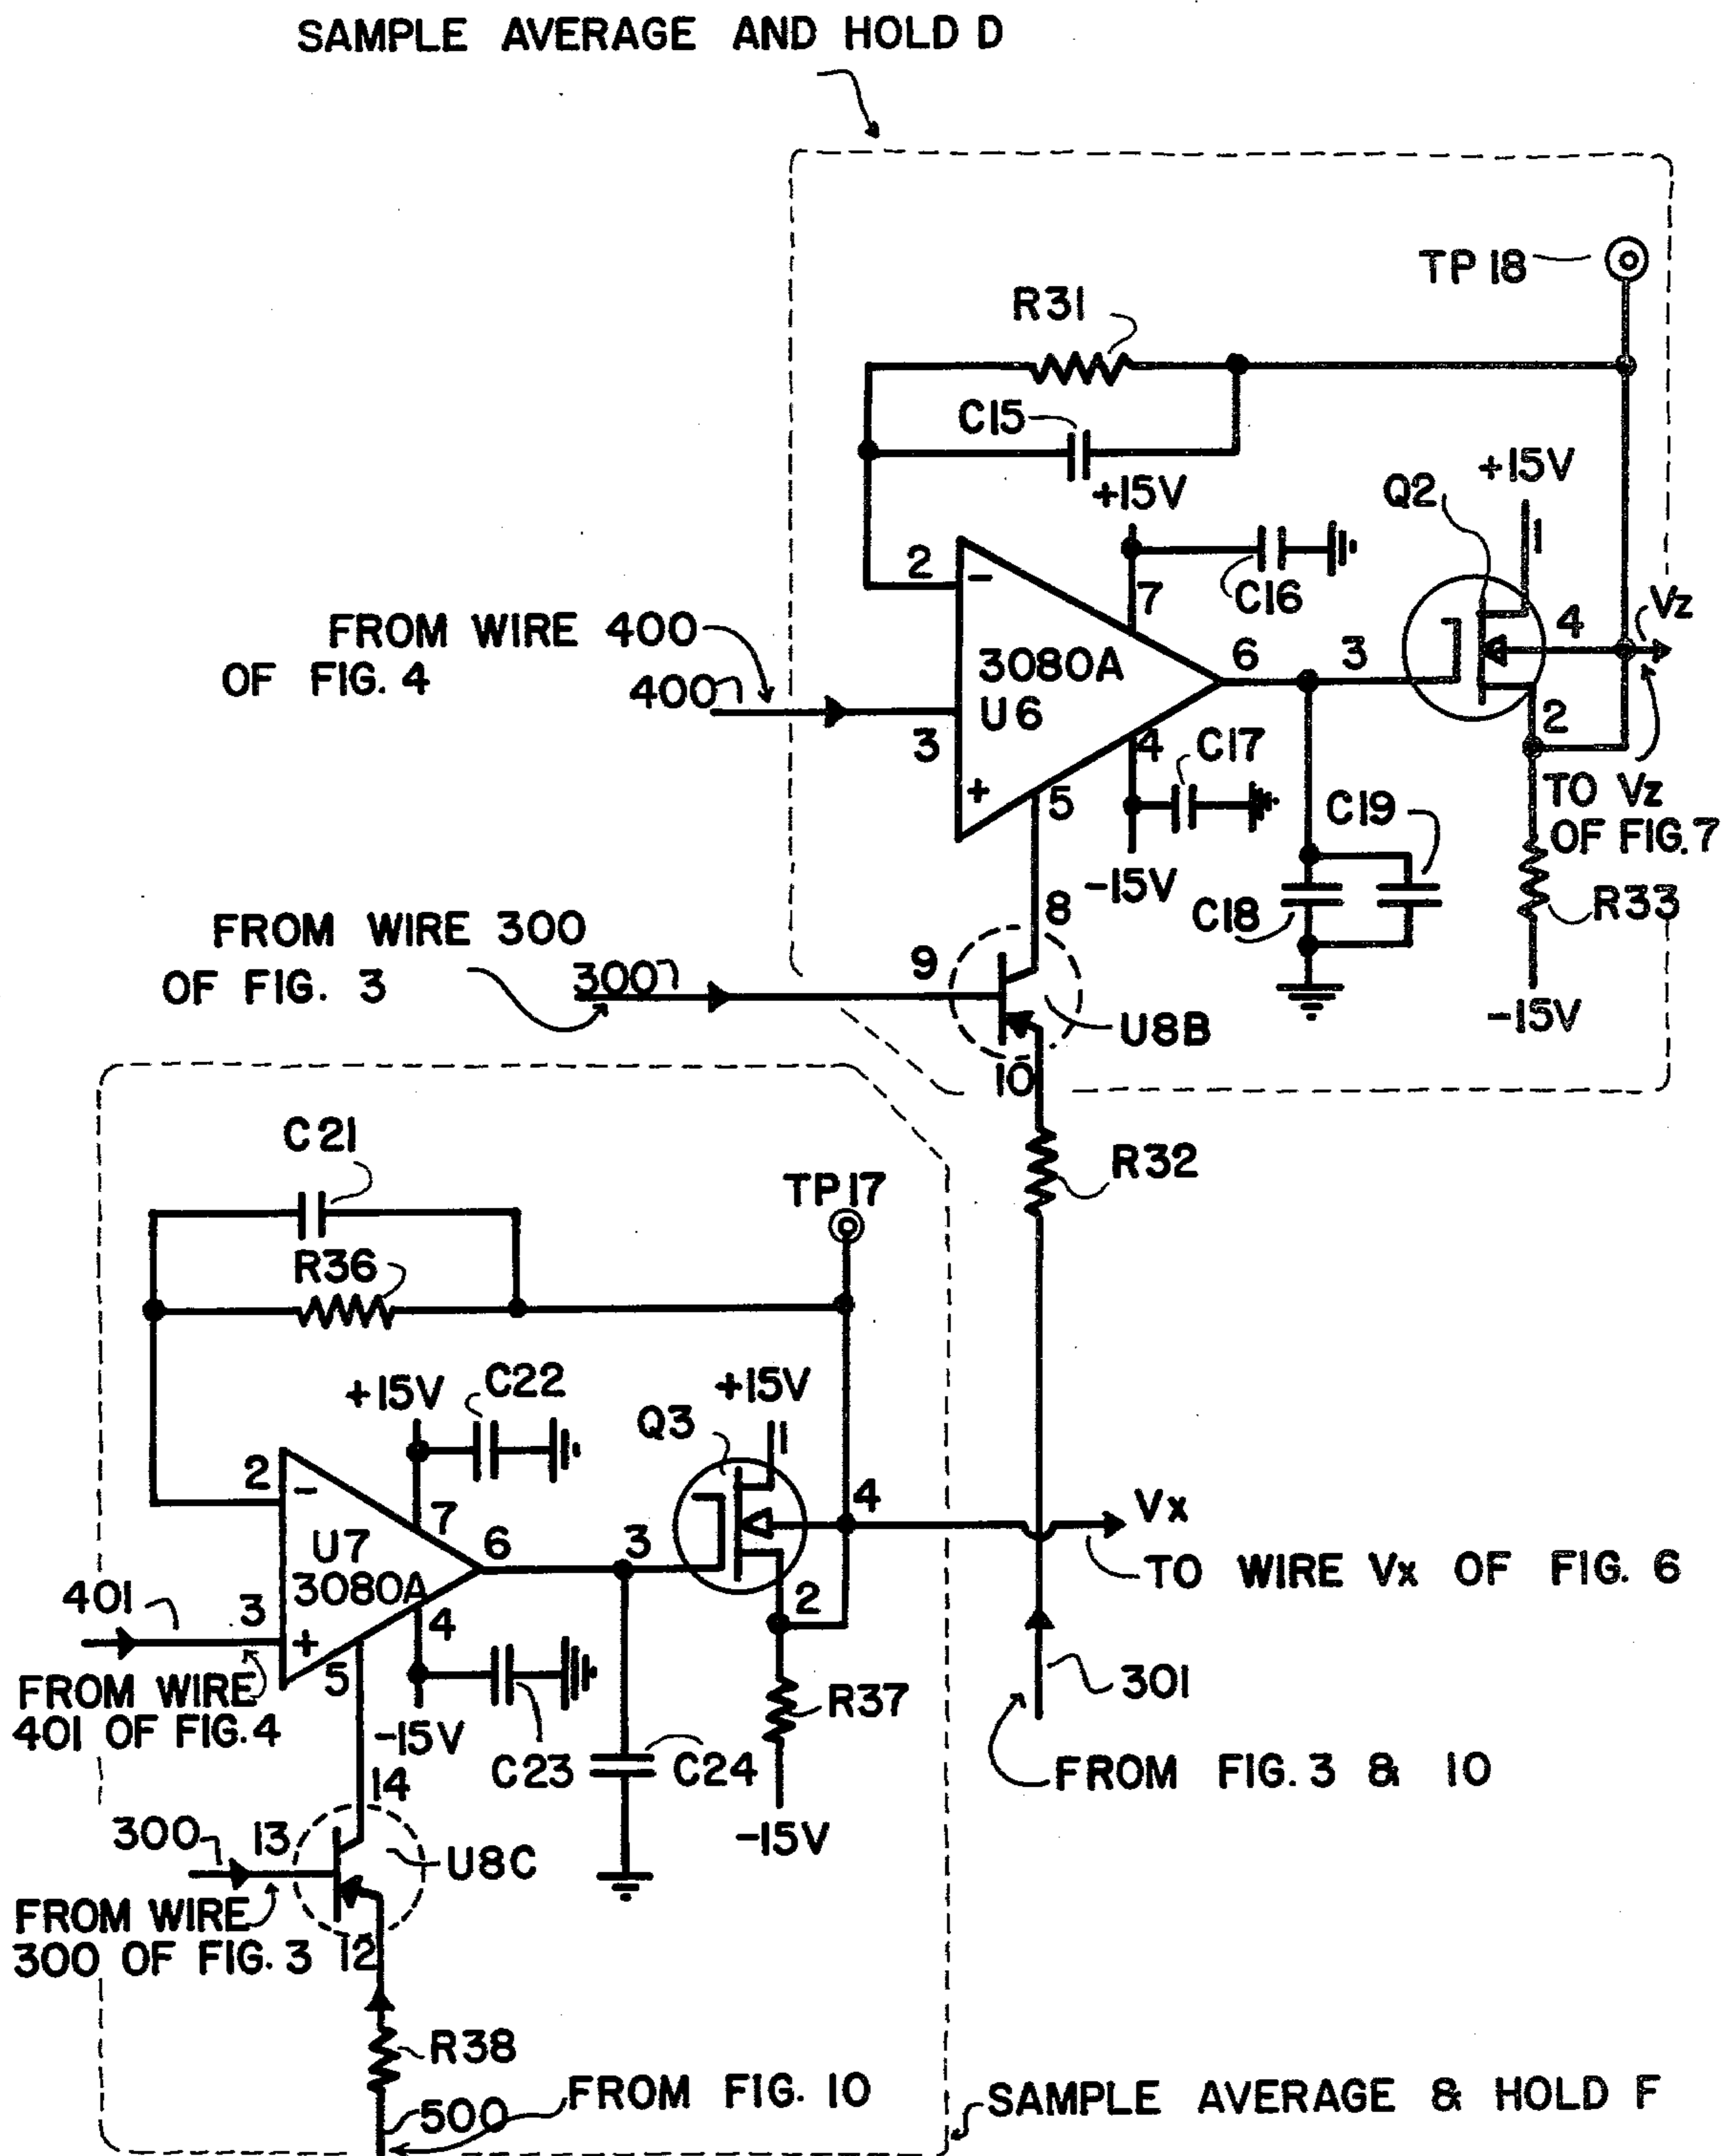 SAMPLE AVERAGE AND HOLD D
TP 18
R31
C15
+15V
+15V
Q2
2
-
7
C16
Vz
4
FROM WIRE 400
OF FIG. 4
400
3080A
U6
6
3
3
+
5
4
C17
2
TO Vz
OF FIG. 7
C19
-15V
8
C18
R33
FROM WIRE 300
OF FIG. 3
300
9
-15V
U8B
10
C21
R32
TP 17
R36
+15V
C22
+15V
Q3
2
-
7
4
Vx
U7
3080A
6
3
TO WIRE Vx OF FIG. 6
401
3
+
5
4
2
FROM WIRE
401 OF FIG. 4
301
R37
-15V
C23
C24
FROM FIG. 3 & 10
14
-15V
300
13
U8C
FROM WIRE
300 OF FIG. 3
12
R38
FROM FIG. 10
500
SAMPLE AVERAGE & HOLD F
1
1